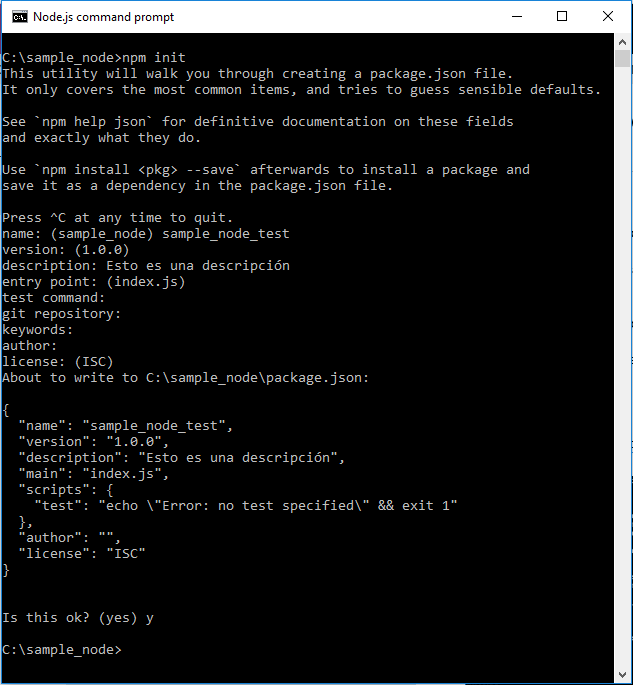 Node.js command prompt
C:\sample_node>npm init
This utility will walk you through creating a package.json file.
It only covers the most common items, and tries to guess sensible defaults.
See `npm help json` for definitive documentation on these fields
and exactly what they do.
Use `npm install <pkg> --save` afterwards to install a package and
save it as a dependency in the package.json file.
Press ^C at any time to quit.
name: (sample_node) sample_node_test
version: (1.0.0)
description: Esto es una descripción
entry point: (index.js)
test command:
git repository:
keywords:
author:
license: (ISC)
About to write to C:\sample_node\package.json:
{
  "name": "sample_node_test",
  "version": "1.0.0",
  "description": "Esto es una descripción",
  "main": "index.js",
  "scripts": {
    "test": "echo \"Error: no test specified\" && exit 1"
  },
  "author": "",
  "license": "ISC"
}
Is this ok? (yes) y
C:\sample_node>